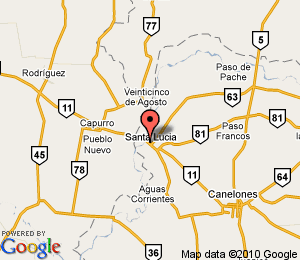 77
5
Paso de
Pache
Rodríguez
Veinticinco
de Agosto
63
11
Capurro
Santa Lucia
81
81
Pueblo
Nuevo
Paso
Francos
45
78
11
64
Aguas
Corrientes
Canelones
36
POWERED BY
Google
Map data ©2010 Google